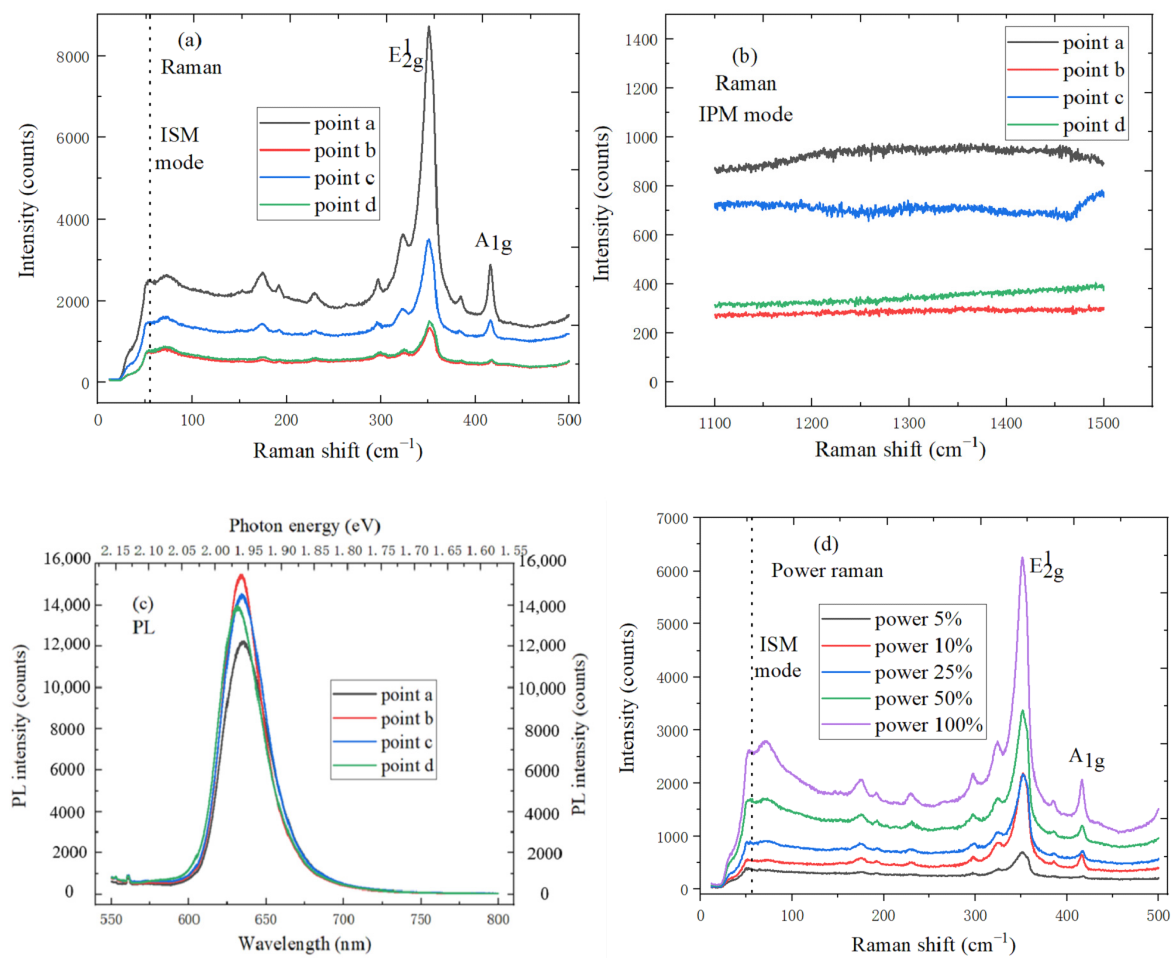 (a)
Raman
E¹2g
ISM
mode
point a
point b
point c
point d
A1g
8000
6000
4000
2000
0
Intensity (counts)
0 100 200 300 400 500
Raman shift (cm⁻¹)
(b)
Raman
IPM mode
point a
point b
point c
point d
1400
1200
1000
800
600
400
200
0
Intensity (counts)
1100 1200 1300 1400 1500
Raman shift (cm⁻¹)
Photon energy (eV)
2.15 2.10 2.05 2.00 1.95 1.90 1.85 1.80 1.75 1.70 1.65 1.60 1.55
(c)
PL
point a
point b
point c
point d
16,000 16,000
14,000 14,000
12,000 12,000
10,000 10,000
8000 8000
6000 6000
4000 4000
2000 2000
0 0
PL intensity (counts)
PL intensity (counts)
550 600 650 700 750 800
Wavelength (nm)
(d)
Power raman
E¹2g
ISM
mode
power 5%
power 10%
power 25%
power 50%
power 100%
A1g
7000
6000
5000
4000
3000
2000
1000
0
Intensity (counts)
0 100 200 300 400 500
Raman shift (cm⁻¹)